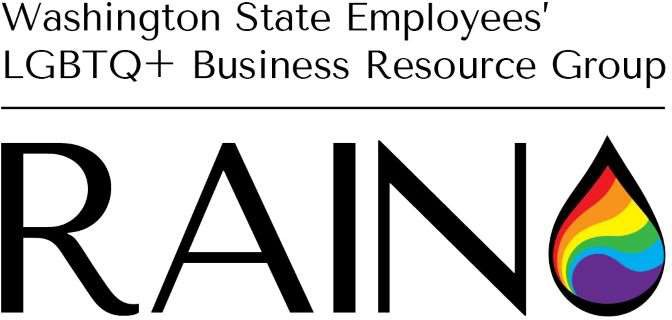 Washington State Employees'
LGBTQ+ Business Resource Group
RAIN